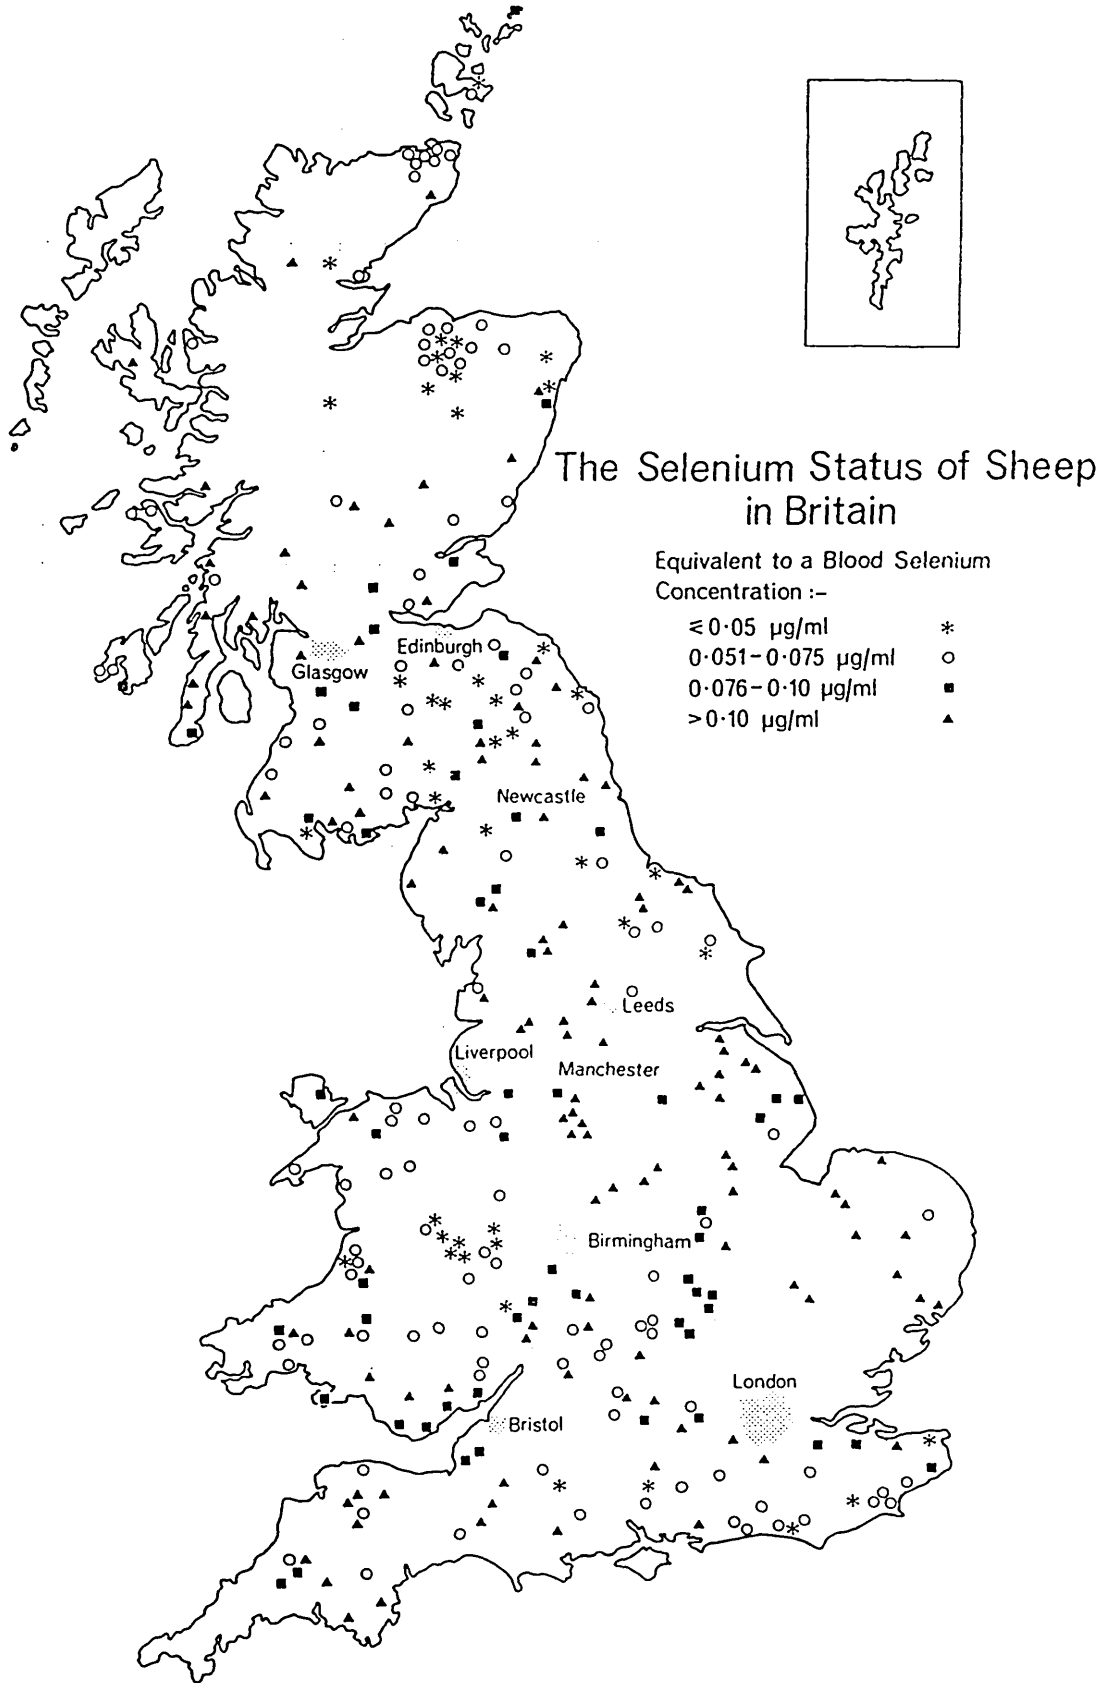 The Selenium Status of Sheep
in Britain
Equivalent to a Blood Selenium
Concentration :-
≤0·05 µg/ml *
0·051-0·075 µg/ml ○
0·076-0·10 µg/ml ■
>0·10 µg/ml ▲
Edinburgh
Glasgow
Newcastle
Leeds
Liverpool
Manchester
Birmingham
London
Bristol